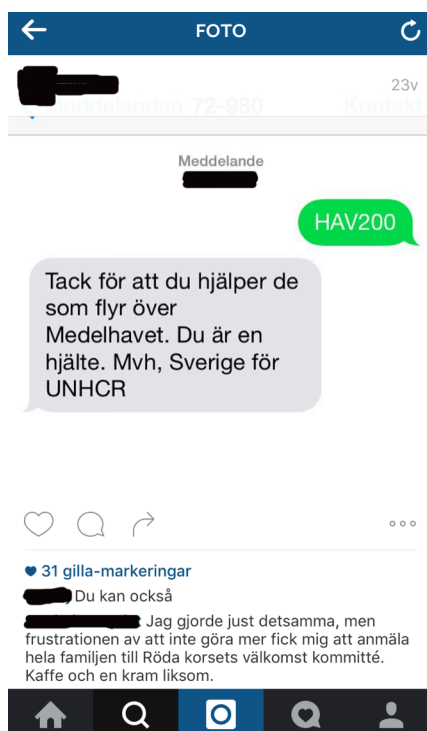 FOTO
23v
Meddelanden 72-980 Kontakt
Meddelande
HAV200
Tack för att du hjälper de
som flyr över
Medelhavet. Du är en
hjälte. Mvh, Sverige för
UNHCR
31 gilla-markeringar
Du kan också
Jag gjorde just detsamma, men
frustrationen av att inte göra mer fick mig att anmäla
hela familjen till Röda korsets välkomst kommitté.
Kaffe och en kram liksom.